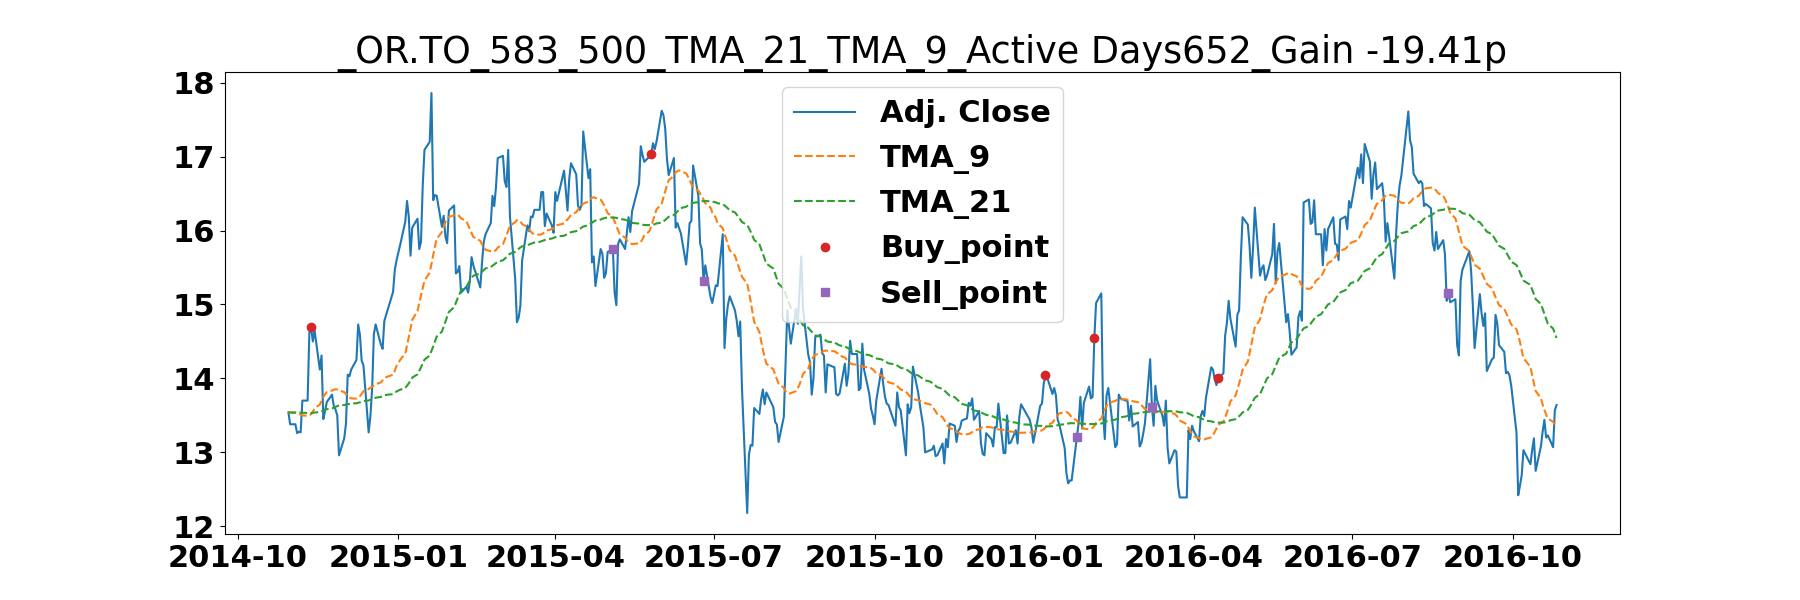 _OR.TO_583_500_TMA_21_TMA_9_Active Days652_Gain -19.41p
18
17
16
15
14
13
12
Adj. Close
TMA_9
TMA_21
Buy_point
Sell_point
2014-10 2015-01 2015-04 2015-07 2015-10 2016-01 2016-04 2016-07 2016-10